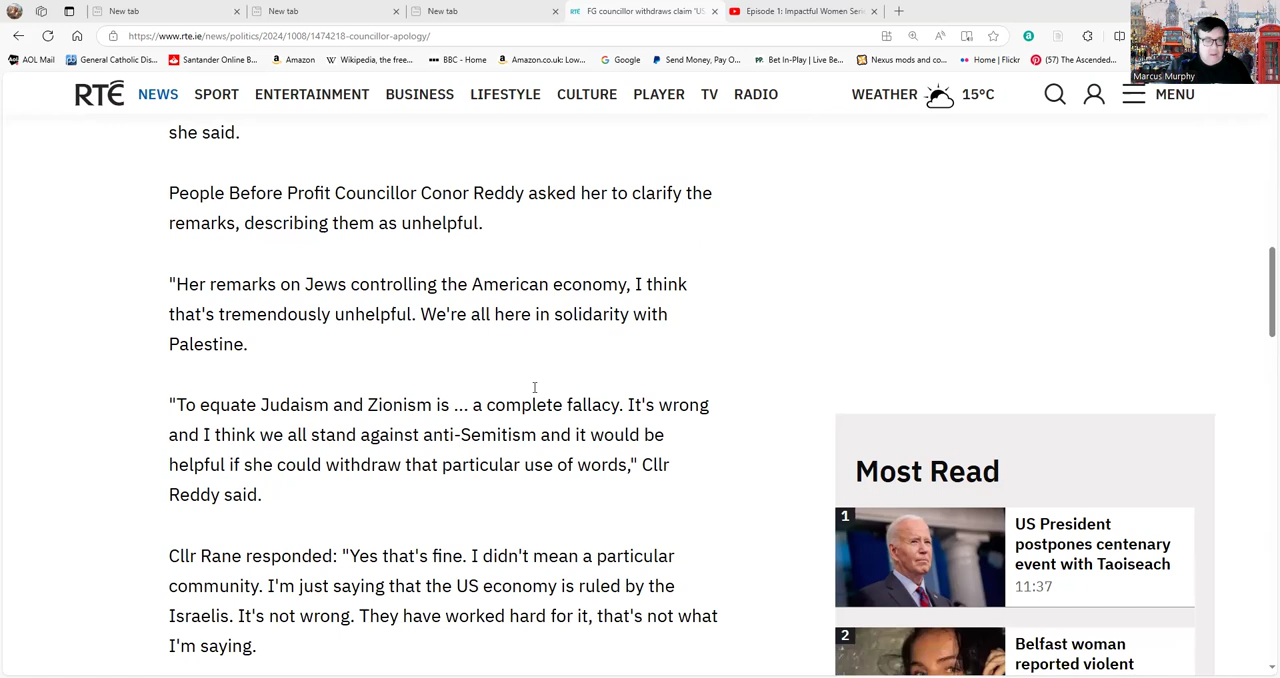 New tab
New tab
New tab
RTÉ FG councillor withdraws claim 'US
Episode 1: Impactful Women Serie
https://www.rte.ie/news/politics/2024/1008/1474218-councillor-apology/
AOL Mail
General Catholic Dis...
Santander Online B...
Amazon
Wikipedia, the free...
BBC - Home
Amazon.co.uk: Low...
Google
Send Money, Pay O...
Bet In-Play | Live Be...
Nexus mods and co...
Home | Flickr
(57) The Ascended...
Marcus Murphy
RTÉ NEWS SPORT ENTERTAINMENT BUSINESS LIFESTYLE CULTURE PLAYER TV RADIO WEATHER 15°C MENU
she said.
People Before Profit Councillor Conor Reddy asked her to clarify the
remarks, describing them as unhelpful.
"Her remarks on Jews controlling the American economy, I think
that's tremendously unhelpful. We're all here in solidarity with
Palestine.
"To equate Judaism and Zionism is ... a complete fallacy. It's wrong
and I think we all stand against anti-Semitism and it would be
helpful if she could withdraw that particular use of words," Cllr
Reddy said.
Cllr Rane responded: "Yes that's fine. I didn't mean a particular
community. I'm just saying that the US economy is ruled by the
Israelis. It's not wrong. They have worked hard for it, that's not what
I'm saying.
Most Read
1
US President
postpones centenary
event with Taoiseach
11:37
2
Belfast woman
reported violent